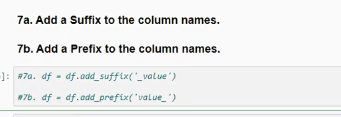 7a. Add a Suffix to the column names.
7b. Add a Prefix to the column names.
]: #7a. df = df.add_suffix('_value')
#7b. df = df.add_prefix('value_')